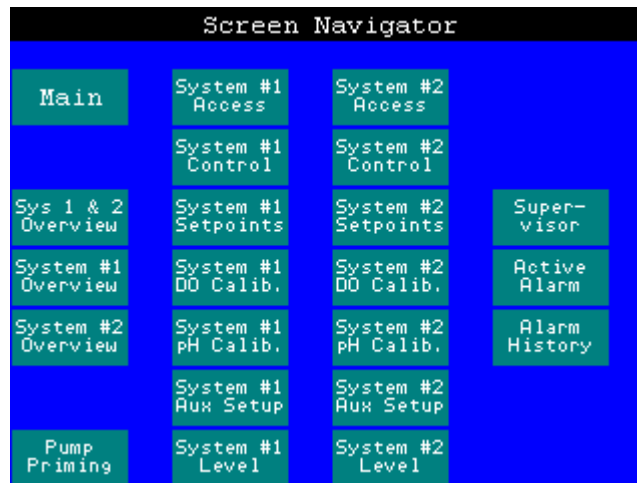 Screen Navigator
Main
System #1
Access
System #2
Access
System #1
Control
System #2
Control
Sys 1 & 2
Overview
System #1
Setpoints
System #2
Setpoints
Super-
visor
System #1
Overview
System #1
DO Calib.
System #2
DO Calib.
Active
Alarm
System #2
Overview
System #1
pH Calib.
System #2
pH Calib.
Alarm
History
System #1
Aux Setup
System #2
Aux Setup
Pump
Priming
System #1
Level
System #2
Level